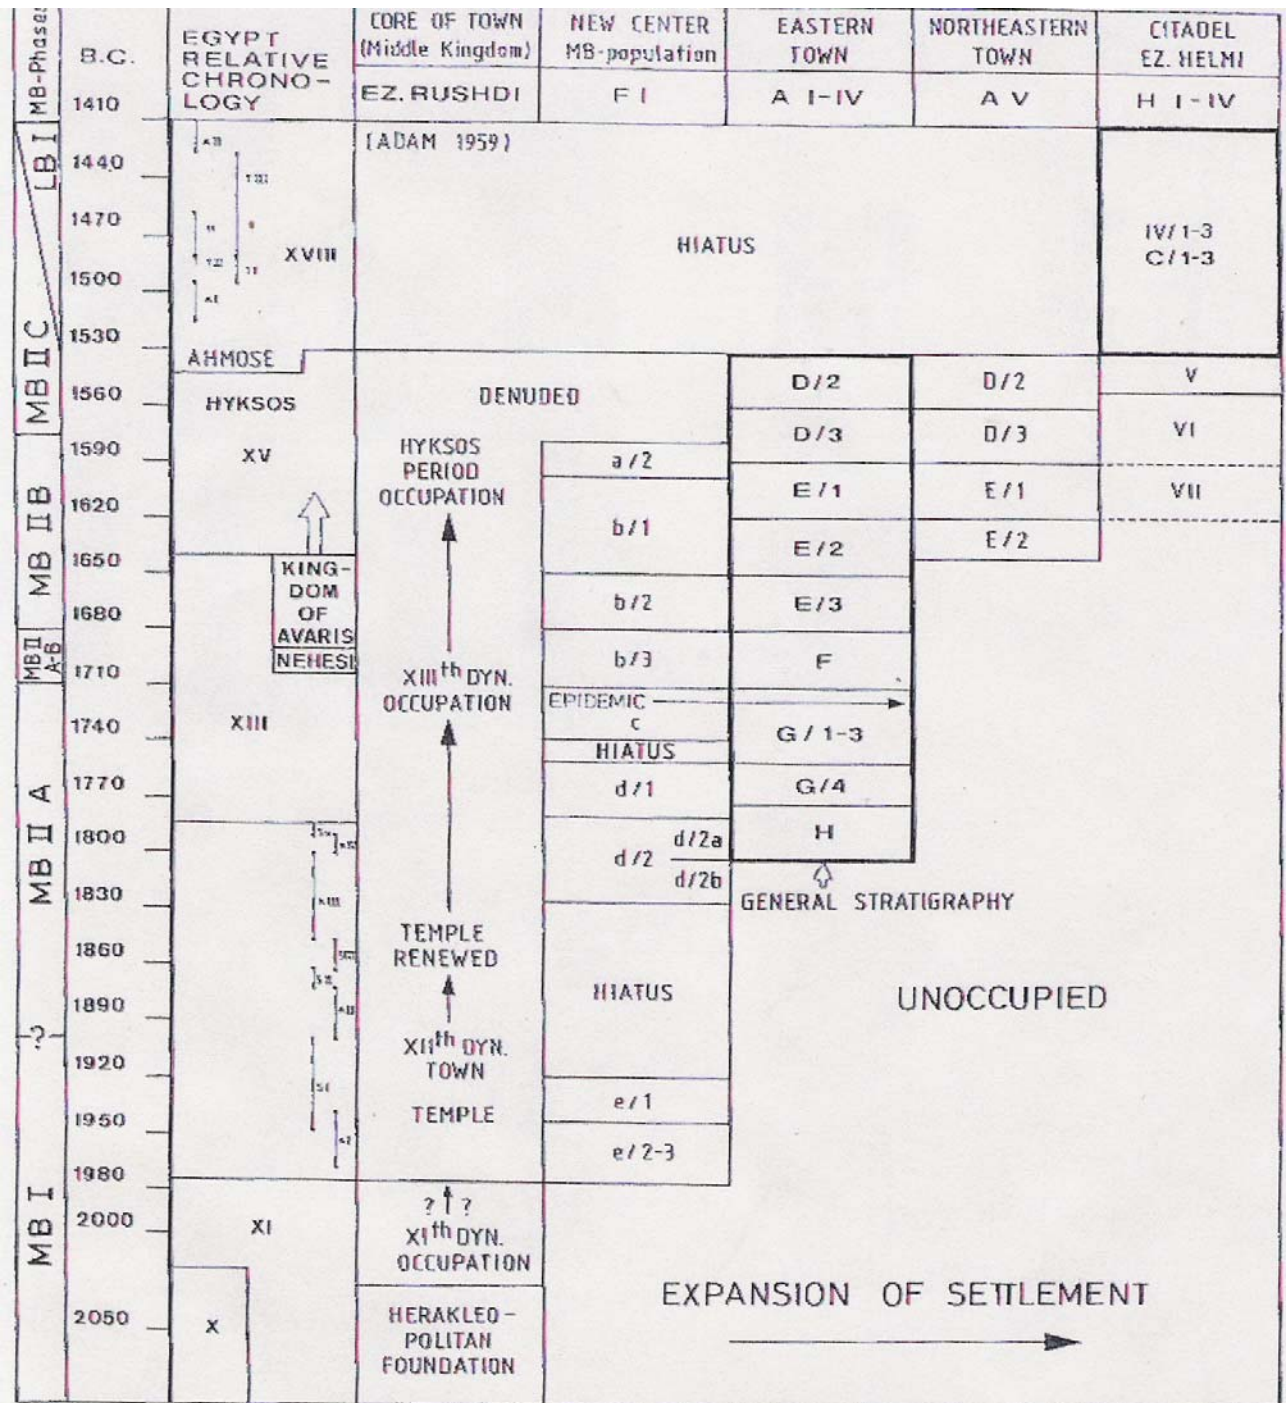 MB-Phases
B.C.
EGYPT
RELATIVE
CHRONO-
LOGY
CORE OF TOWN
(Middle Kingdom)
EZ. RUSHDI
NEW CENTER
MB-population
F I
EASTERN
TOWN
A I-IV
NORTHEASTERN
TOWN
A V
CITADEL
EZ. HELMI
H I-IV
LB I
MB II C
MB II B
MB II
A-B
MB II A
-?-
MB I
1410
1440
1470
1500
1530
1560
1590
1620
1650
1680
1710
1740
1770
1800
1830
1860
1890
1920
1950
1980
2000
2050
XVIII
AHMOSE
HYKSOS
XV
KING-
DOM
OF
AVARIS
NEHESI
XIII
XI
X
(ADAM 1959)
HIATUS
DENUDED
HYKSOS
PERIOD
OCCUPATION
XIIIth DYN.
OCCUPATION
TEMPLE
RENEWED
XIIth DYN.
TOWN
TEMPLE
? ?
XIth DYN.
OCCUPATION
HERAKLEO-
POLITAN
FOUNDATION
a/2
b/1
b/2
b/3
EPIDEMIC
c
HIATUS
d/1
d/2 d/2a
d/2b
HIATUS
e/1
e/2-3
D/2
D/3
E/1
E/2
E/3
F
G/1-3
G/4
H
GENERAL STRATIGRAPHY
D/2
D/3
E/1
E/2
IV/1-3
C/1-3
V
VI
VII
UNOCCUPIED
EXPANSION OF SETTLEMENT